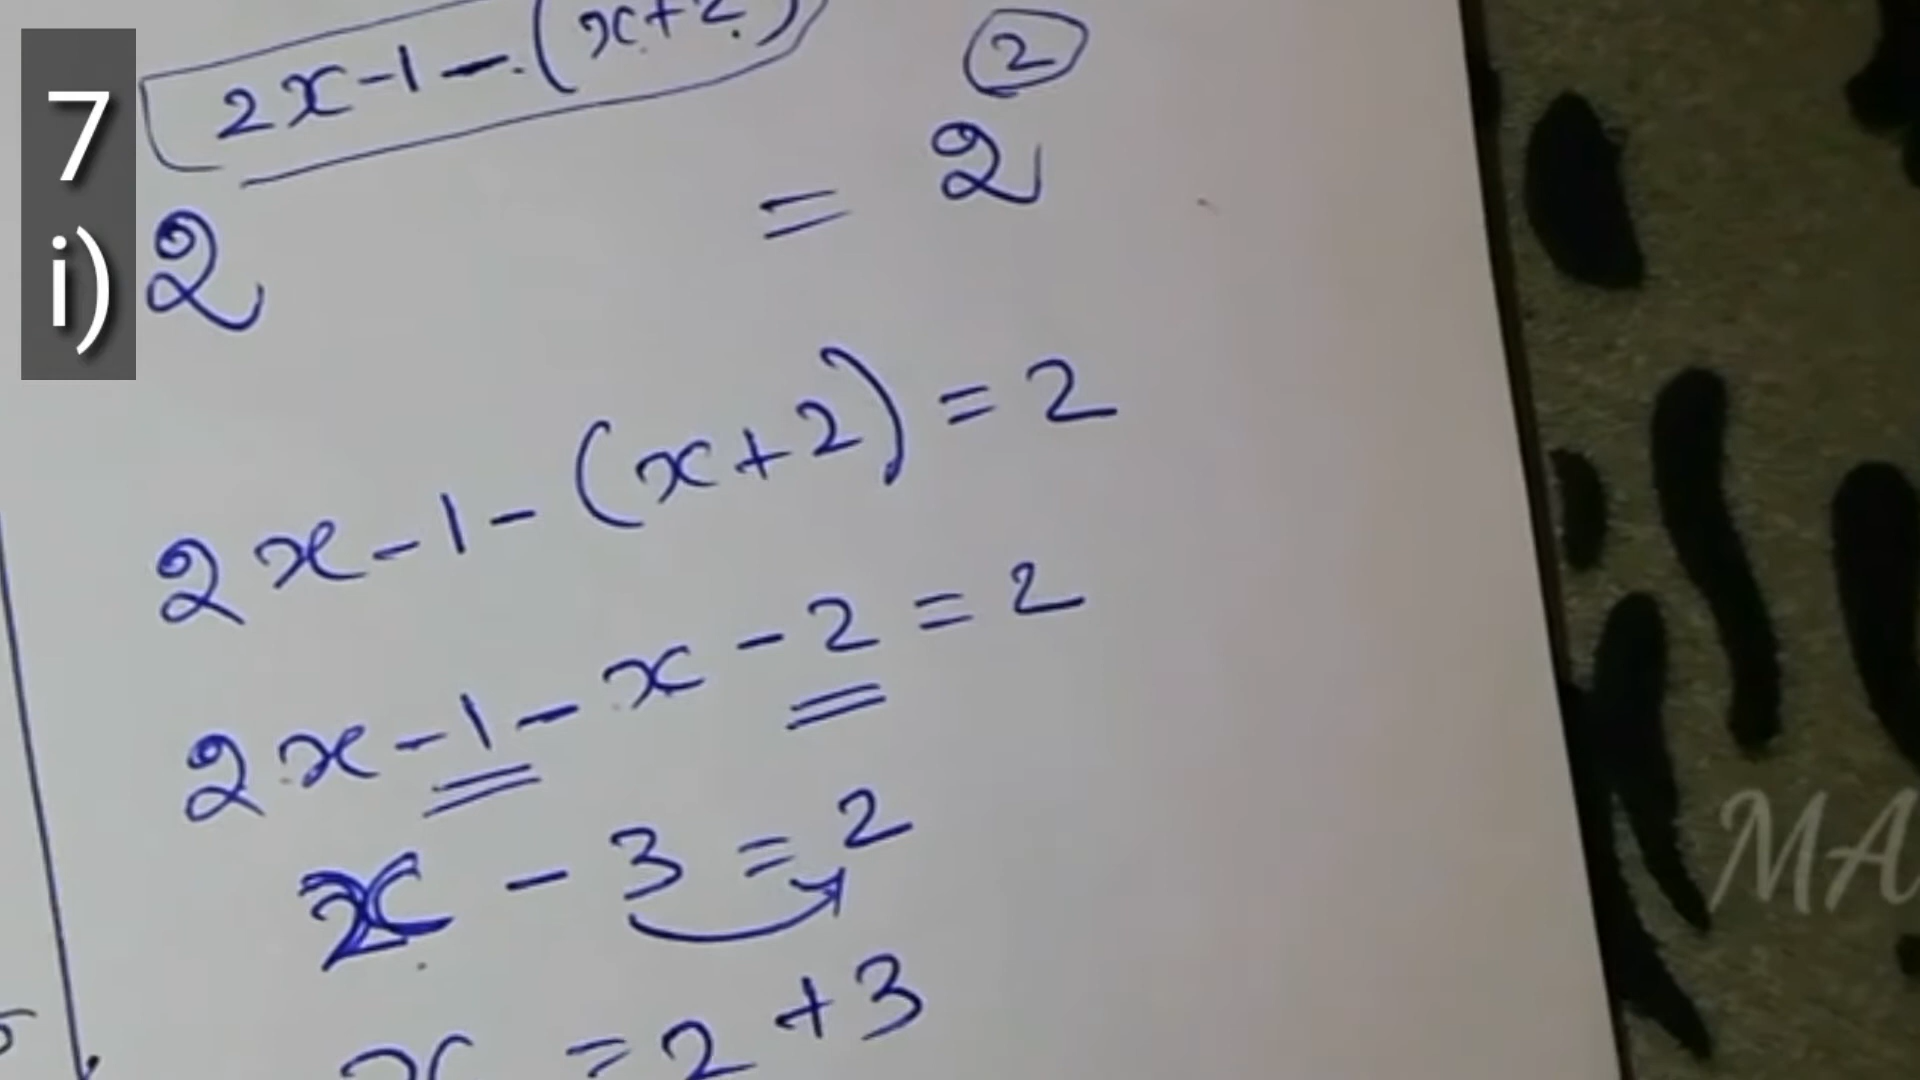 7
i)
2x-1-(x+2)
2
2 = 2
2x-1-(x+2)=2
2x-1-x-2=2
x-3=2
x=2+3
MA